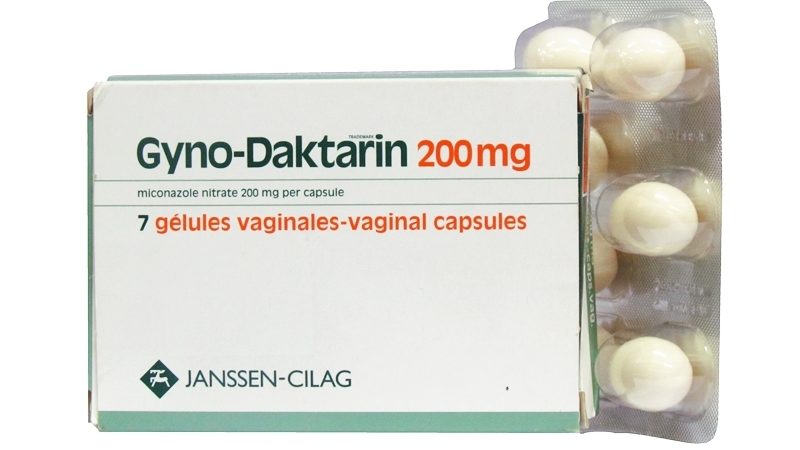 TRADEMARK
Gyno-Daktarin 200mg
miconazole nitrate 200 mg per capsule
7 gélules vaginales-vaginal capsules
JANSSEN-CILAG